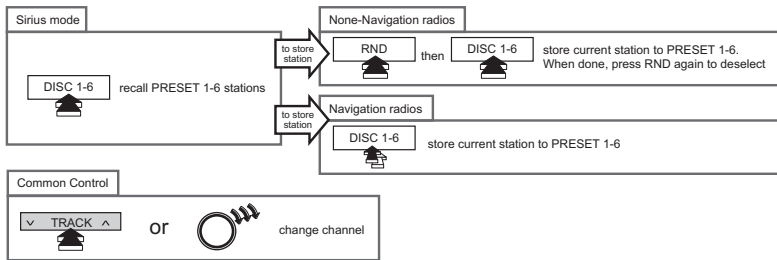 Sirius mode
DISC 1-6
recall PRESET 1-6 stations
to store
station
None-Navigation radios
RND
then
DISC 1-6
store current station to PRESET 1-6.
When done, press RND again to deselect
to store
station
Navigation radios
DISC 1-6
store current station to PRESET 1-6
Common Control
TRACK
or
change channel